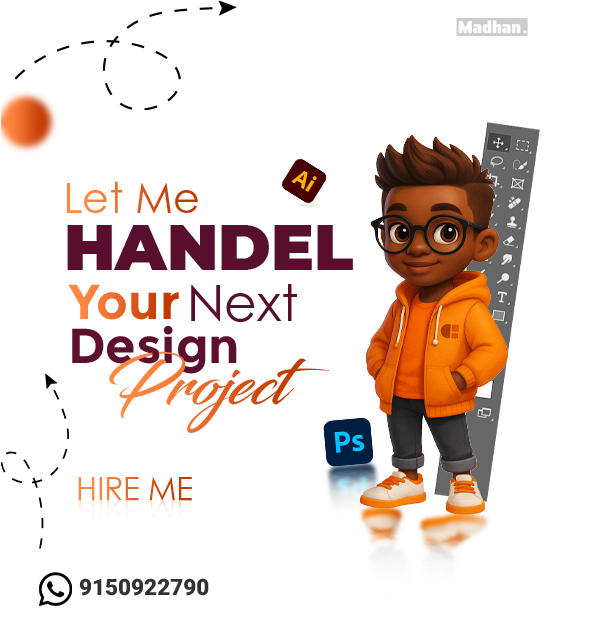 Madhan.
Ai
Let Me
HANDEL
Your Next
Design
Project
T
Ps
HIRE ME
9150922790